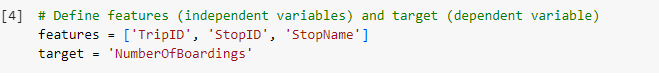 [4] # Define features (independent variables) and target (dependent variable)
features = ['TripID', 'StopID', 'StopName']
target = 'NumberOfBoardings'